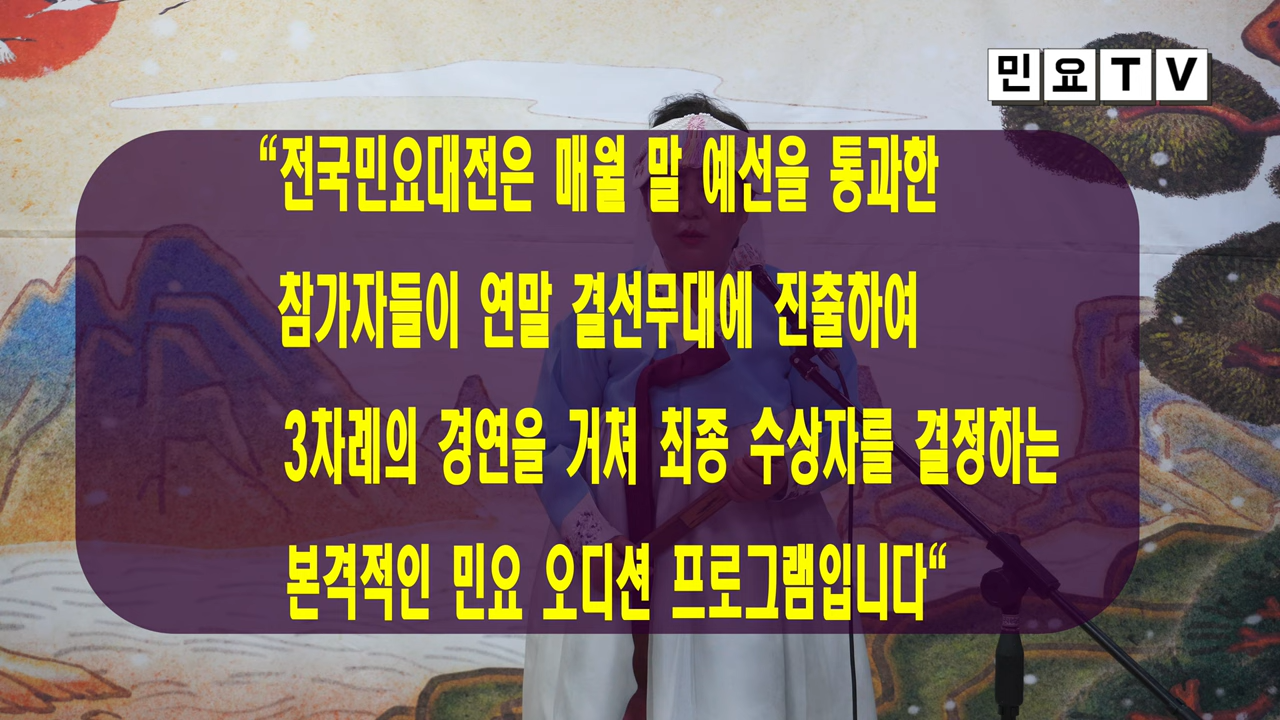 민요TV
“전국민요대전은 매월 말 예선을 통과한
참가자들이 연말 결선무대에 진출하여
3차례의 경연을 거쳐 최종 수상자를 결정하는
본격적인 민요 오디션 프로그램입니다“